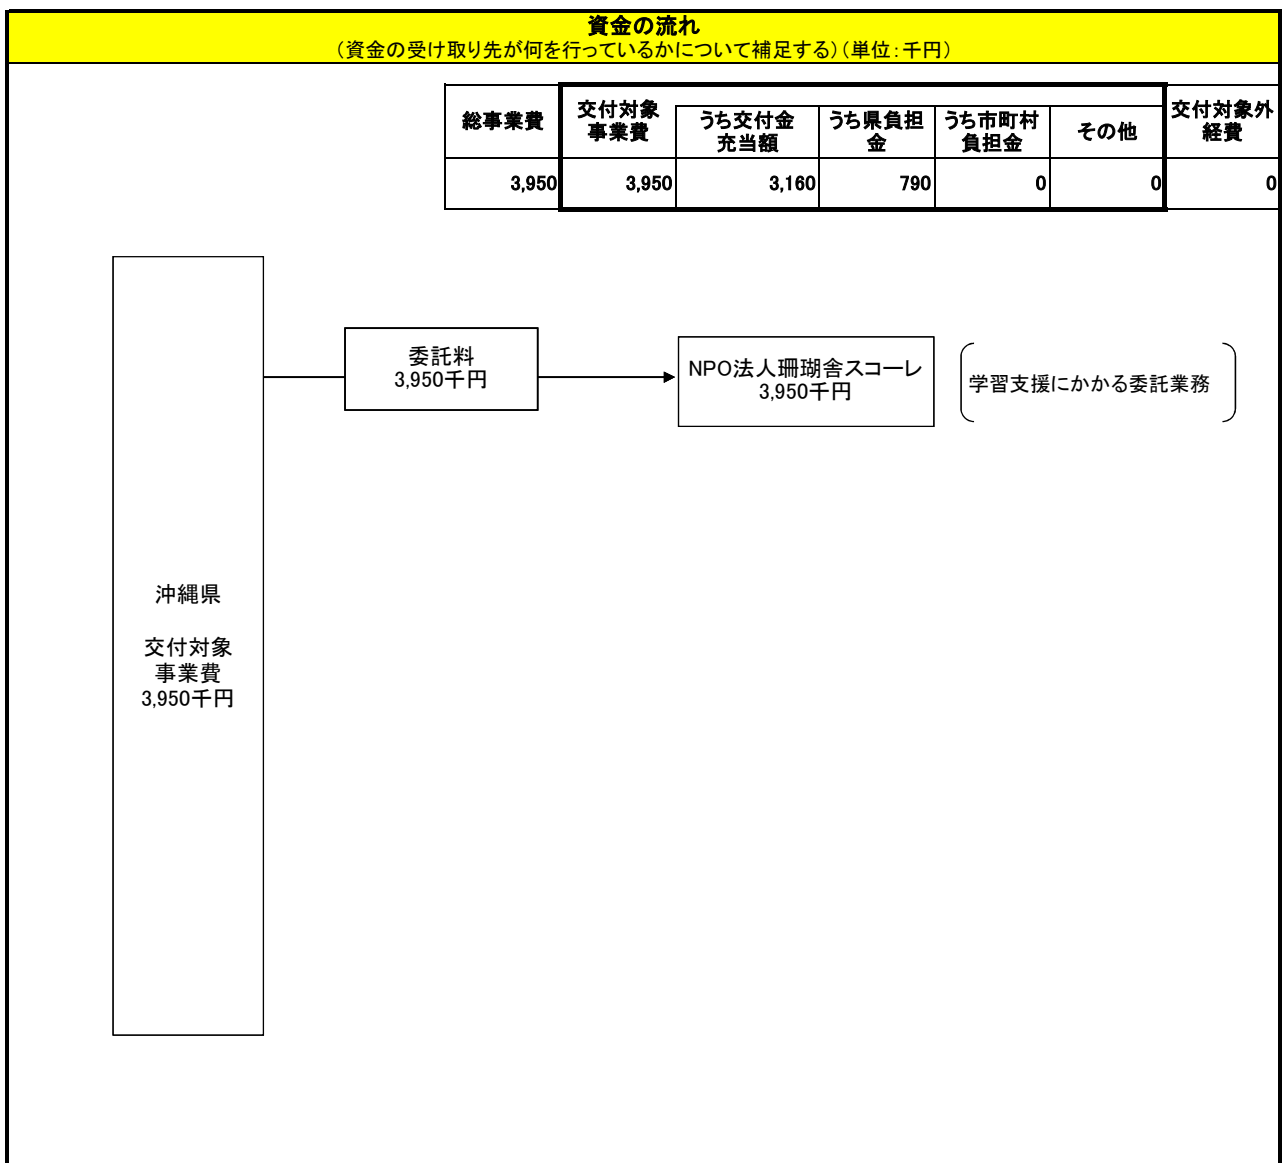 資金の流れ
（資金の受け取り先が何を行っているかについて補足する）（単位：千円）
総事業費
交付対象
事業費
うち交付金
充当額
うち県負担
金
うち市町村
負担金
その他
交付対象外
経費
3,950
3,950
3,160
790
0
0
0
委託料
3,950千円
NPO法人珊瑚舎スコーレ
3,950千円
学習支援にかかる委託業務
沖縄県
交付対象
事業費
3,950千円